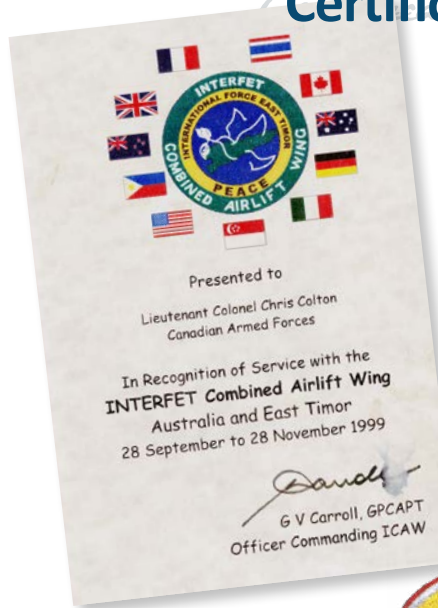 Certific
INTERFET
INTERNATIONAL FORCE EAST TIMOR
PEACE
COMBINED AIRLIFT WING
Presented to
Lieutenant Colonel Chris Colton
Canadian Armed Forces
In Recognition of Service with the
INTERFET Combined Airlift Wing
Australia and East Timor
28 September to 28 November 1999
G V Carroll, GPCAPT
Officer Commanding ICAW